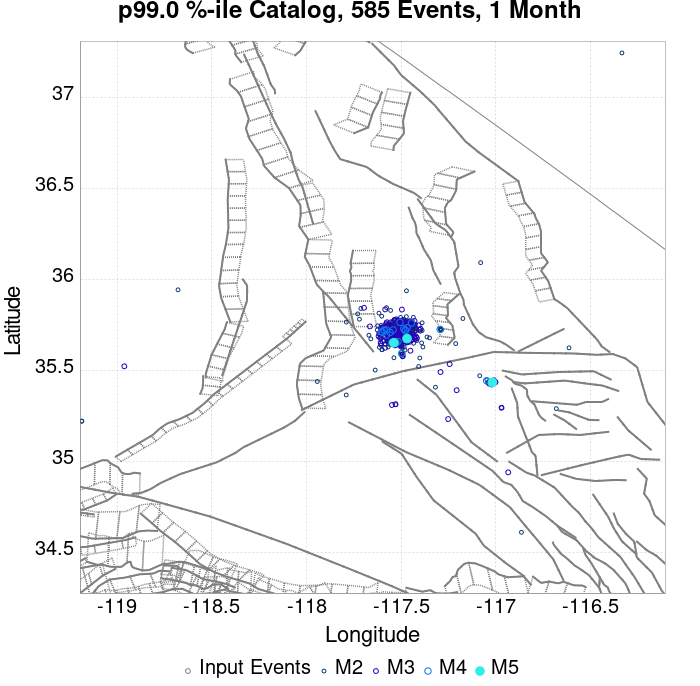 p99.0 %-ile Catalog, 585 Events, 1 Month
37
36.5
36
35.5
35
34.5
Latitude
-119
-118.5
-118
-117.5
-117
-116.5
Longitude
Input Events
M2
M3
M4
M5